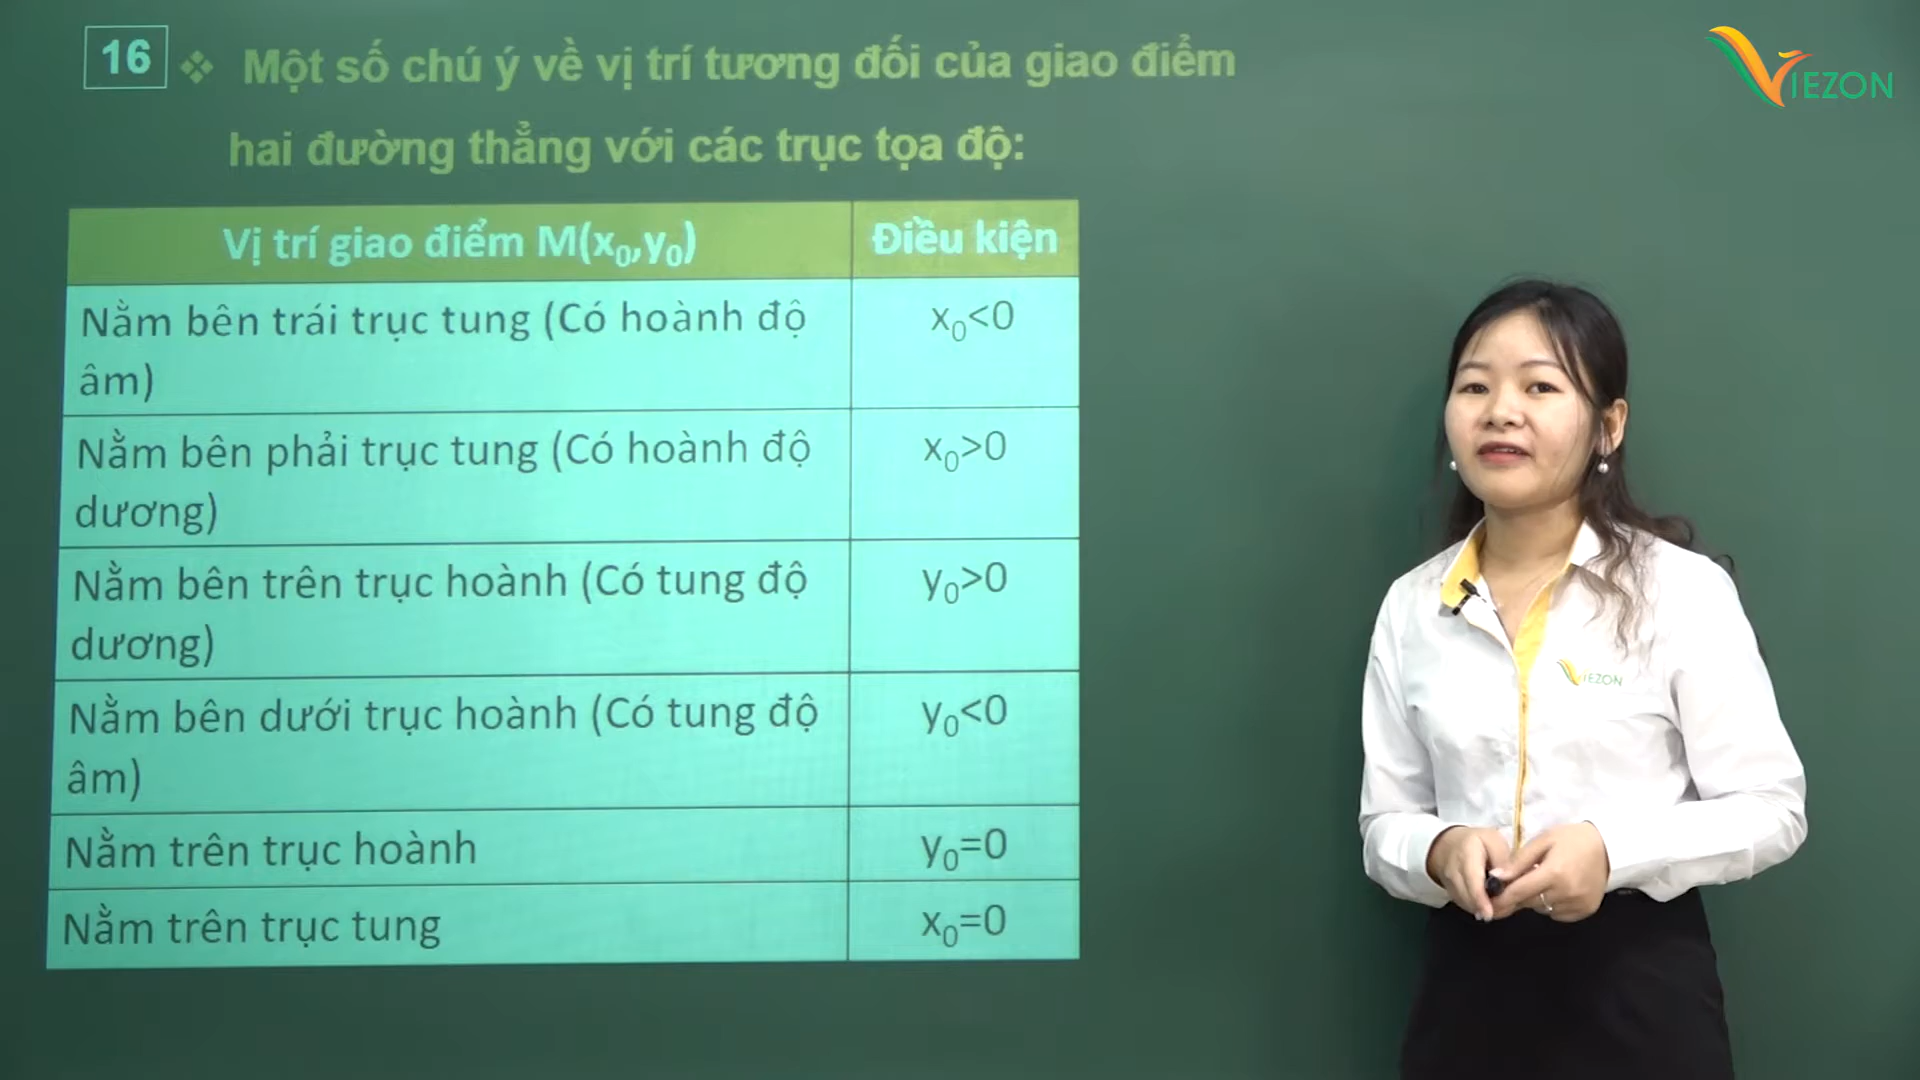 16
❖ Một số chú ý về vị trí tương đối của giao điểm
hai đường thẳng với các trục tọa độ:
VIEZON
Vị trí giao điểm M(x₀,y₀) Điều kiện
Nằm bên trái trục tung (Có hoành độ
âm)
x₀<0
Nằm bên phải trục tung (Có hoành độ
dương)
x₀>0
Nằm bên trên trục hoành (Có tung độ
dương)
y₀>0
Nằm bên dưới trục hoành (Có tung độ
âm)
y₀<0
Nằm trên trục hoành y₀=0
Nằm trên trục tung x₀=0
VIEZON